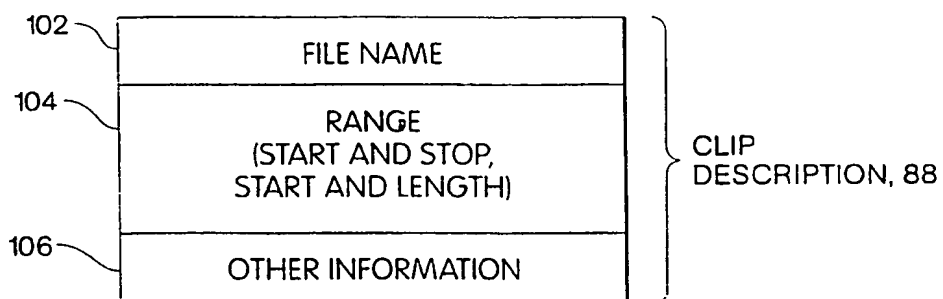 102
FILE NAME
104
RANGE
(START AND STOP,
START AND LENGTH)
CLIP
DESCRIPTION, 88
106
OTHER INFORMATION